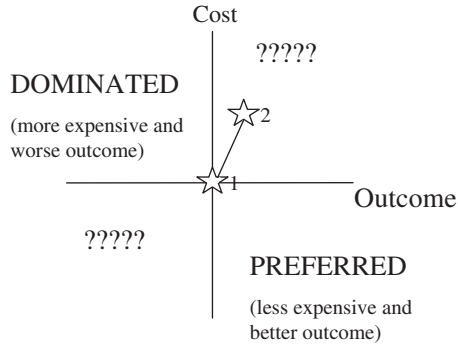 Cost
?????
DOMINATED
(more expensive and
worse outcome)
2
1
Outcome
?????
PREFERRED
(less expensive and
better outcome)